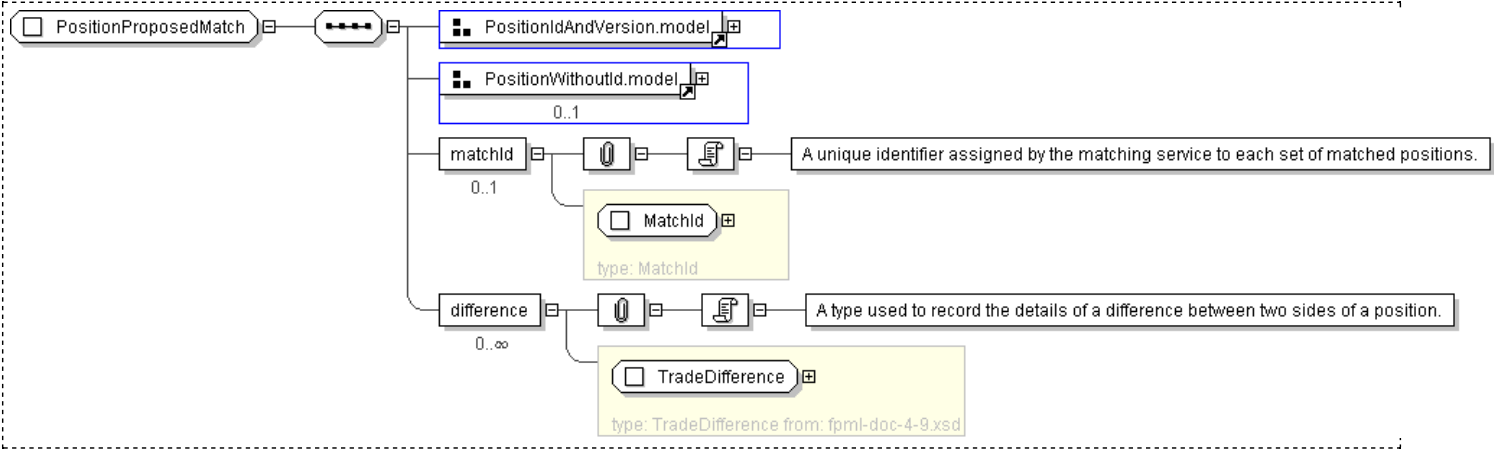 PositionProposedMatch
PositionIdAndVersion.model
PositionWithoutId.model
0..1
matchId
A unique identifier assigned by the matching service to each set of matched positions.
0..1
MatchId
type: MatchId
difference
A type used to record the details of a difference between two sides of a position.
0..∞
TradeDifference
type: TradeDifference from: fpml-doc-4-9.xsd